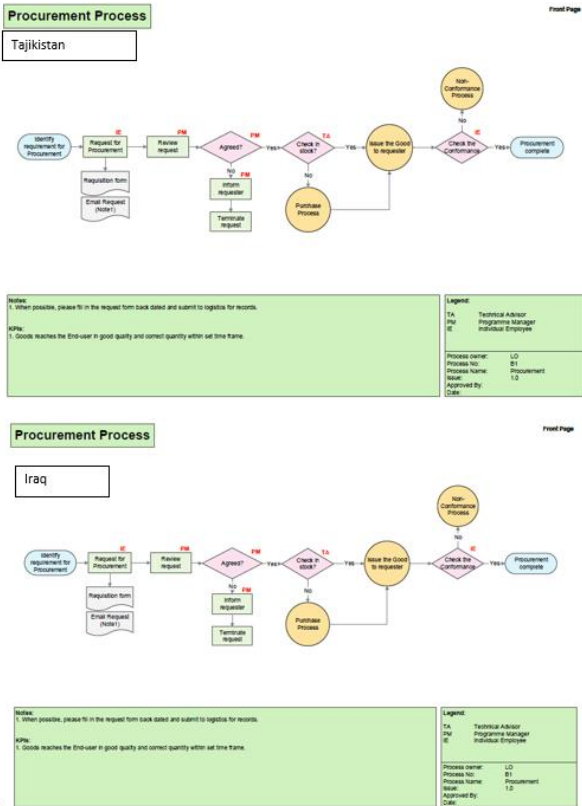 Procurement Process
Front Page
Tajikistan
Non-
Conformance
Process
No
IE
PM
PM
TA
IE
Identify
requirement for
Procurement
Request for
Procurement
Review
request
Agreed?
Yes
Check in
stock?
Yes
Issue the Good
to requester
Check the
Conformance
Yes
Procurement
complete
No
PM
No
Requisition form
Inform
requester
Email Request
(Note1)
Terminate
request
Purchase
Process
Notes:
1. When possible, please fill in the request form back dated and submit to logistics for records.
KPIs:
1. Goods reaches the End-user in good quality and correct quantity within set time frame.
Legend:
TA Technical Advisor
PM Programme Manager
IE Individual Employee
Process owner: LO
Process No: B1
Process Name: Procurement
Issue: 1.0
Approved By:
Date:
Procurement Process
Front Page
Iraq
Non-
Conformance
Process
No
IE
PM
PM
TA
IE
Identify
requirement for
Procurement
Request for
Procurement
Review
request
Agreed?
Yes
Check in
stock?
Yes
Issue the Good
to requester
Check the
Conformance
Yes
Procurement
complete
No
PM
No
Requisition form
Inform
requester
Email Request
(Note1)
Terminate
request
Purchase
Process
Notes:
1. When possible, please fill in the request form back dated and submit to logistics for records.
KPIs:
1. Goods reaches the End-user in good quality and correct quantity within set time frame.
Legend:
TA Technical Advisor
PM Programme Manager
IE Individual Employee
Process owner: LO
Process No: B1
Process Name: Procurement
Issue: 1.0
Approved By:
Date: